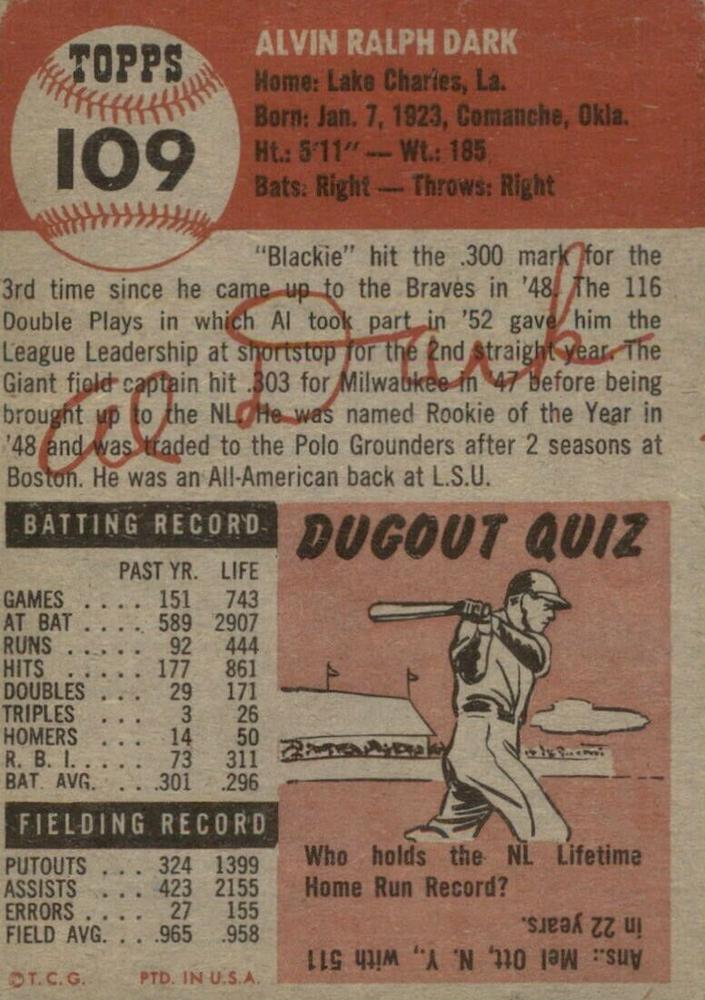 TOPPS
109
ALVIN RALPH DARK
Home: Lake Charles, La.
Born: Jan. 7, 1923, Comanche, Okla.
Ht.: 5'11" — Wt.: 185
Bats: Right — Throws: Right
"Blackie" hit the .300 mark for the
3rd time since he came up to the Braves in '48. The 116
Double Plays in which Al took part in '52 gave him the
League Leadership at shortstop for the 2nd straight year. The
Giant field captain hit .303 for Milwaukee in '47 before being
brought up to the NL. He was named Rookie of the Year in
'48 and was traded to the Polo Grounders after 2 seasons at
Boston. He was an All-American back at L.S.U.
Al Dark
BATTING RECORD
PAST YR. LIFE
GAMES .... 151 743
AT BAT .... 589 2907
RUNS ..... 92 444
HITS ..... 177 861
DOUBLES ... 29 171
TRIPLES ... 3 26
HOMERS ... 14 50
R. B. I. .... 73 311
BAT. AVG. ... .301 .296
FIELDING RECORD
PUTOUTS ... 324 1399
ASSISTS ... 423 2155
ERRORS .... 27 155
FIELD AVG. ... .965 .958
©T.C.G. PTD. IN U.S.A.
DUGOUT QUIZ
Who holds the NL Lifetime
Home Run Record?
Ans.: Mel Ott, N. Y., with 511
in 22 years.